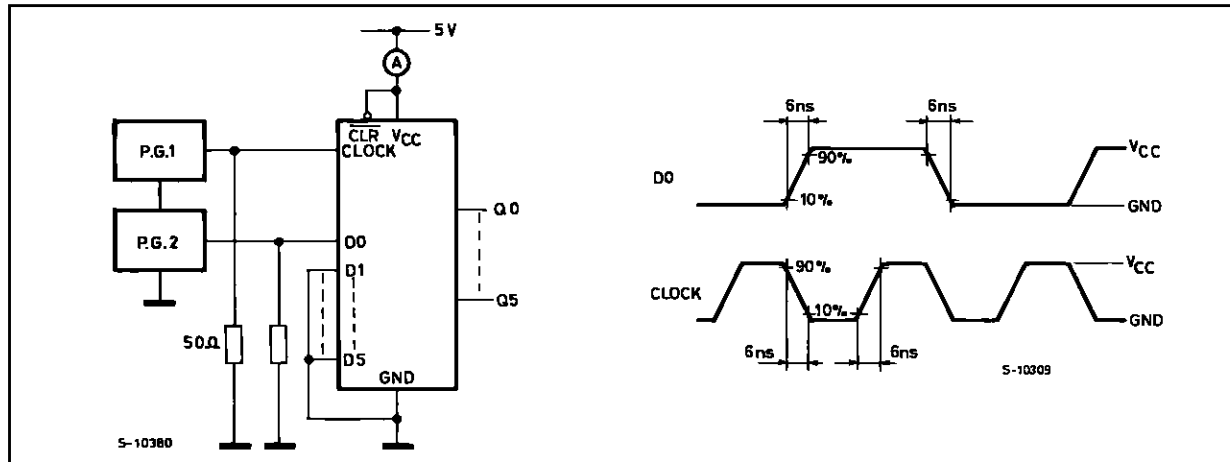 5 V
A
CLR VCC
P.G.1
CLOCK
P.G.2
D0
Q0
D1
Q5
50Ω
D5
GND
S-10380
6ns 6ns
90% VCC
D0
10% GND
90% VCC
CLOCK
10% GND
6ns 6ns
S-10309